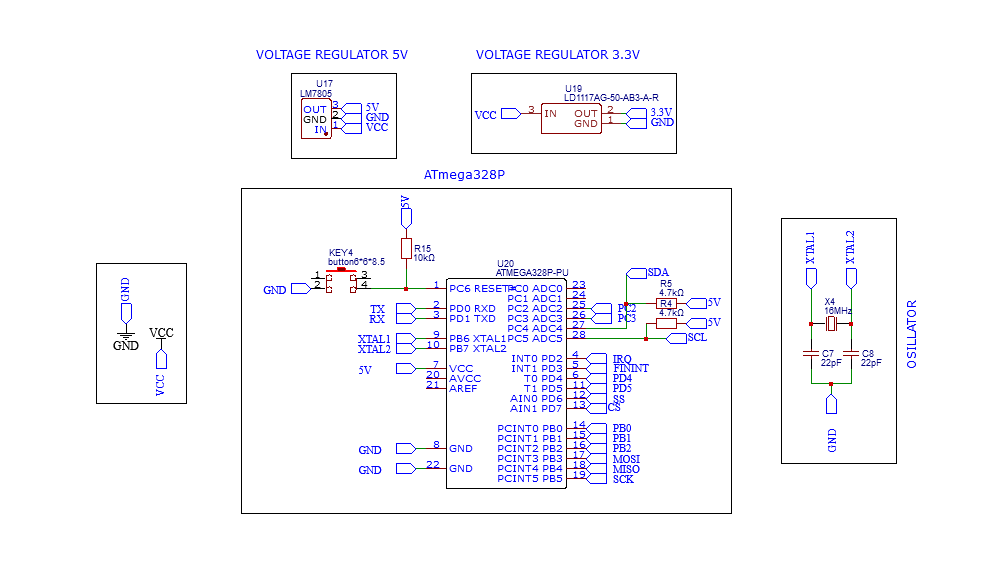 VOLTAGE REGULATOR 5V
VOLTAGE REGULATOR 3.3V
U17
LM7805
OUT 3 5V
GND 2 GND
IN 1 VCC
U19
LD1117AG-50-AB3-A-R
VCC 3 IN OUT 2 3.3V
GND 1 GND
ATmega328P
5V
R15
10kΩ
KEY4
button6*6*8.5
1 3
GND 2 4
U20
ATMEGA328P-PU
1 PC6 RESET PC0 ADC0 23
PC1 ADC1 24
TX 2 PD0 RXD PC2 ADC2 25 PC2
RX 3 PD1 TXD PC3 ADC3 26 PC3
PC4 ADC4 27
XTAL1 9 PB6 XTAL1 PC5 ADC5 28
XTAL2 10 PB7 XTAL2
SDA
R5
4.7kΩ
5V
R4
4.7kΩ
5V
SCL
INT0 PD2 4 IRQ
5V 7 VCC INT1 PD3 5 FININT
20 AVCC T0 PD4 6 PD4
21 AREF T1 PD5 11 PD5
AIN0 PD6 12 SS
AIN1 PD7 13 CS
PCINT0 PB0 14 PB0
PCINT1 PB1 15 PB1
GND 8 GND PCINT2 PB2 16 PB2
PCINT3 PB3 17 MOSI
GND 22 GND PCINT4 PB4 18 MISO
PCINT5 PB5 19 SCK
GND
GND
VCC
VCC
XTAL1
XTAL2
X4
16MHz
C7
22pF
C8
22pF
GND
OSILLATOR